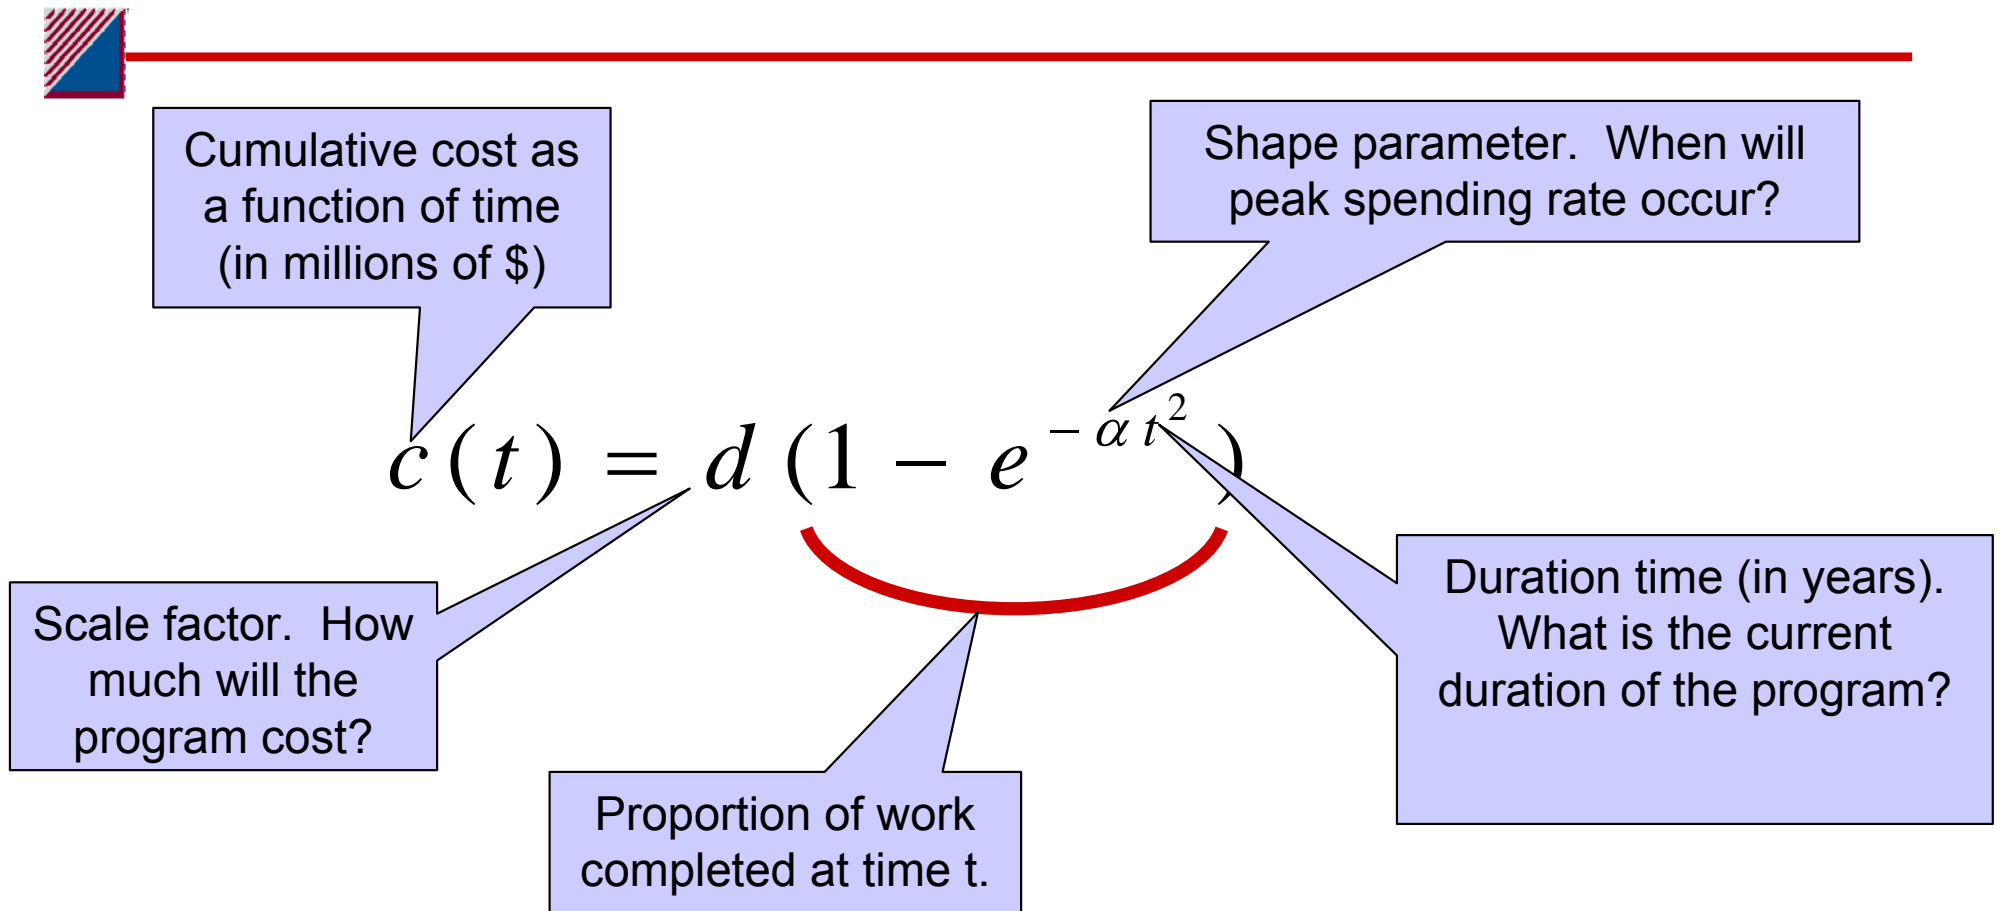 Cumulative cost as
a function of time
(in millions of $)
Shape parameter. When will
peak spending rate occur?
c(t) = d(1 − e^{−αt²})
Scale factor. How
much will the
program cost?
Duration time (in years).
What is the current
duration of the program?
Proportion of work
completed at time t.